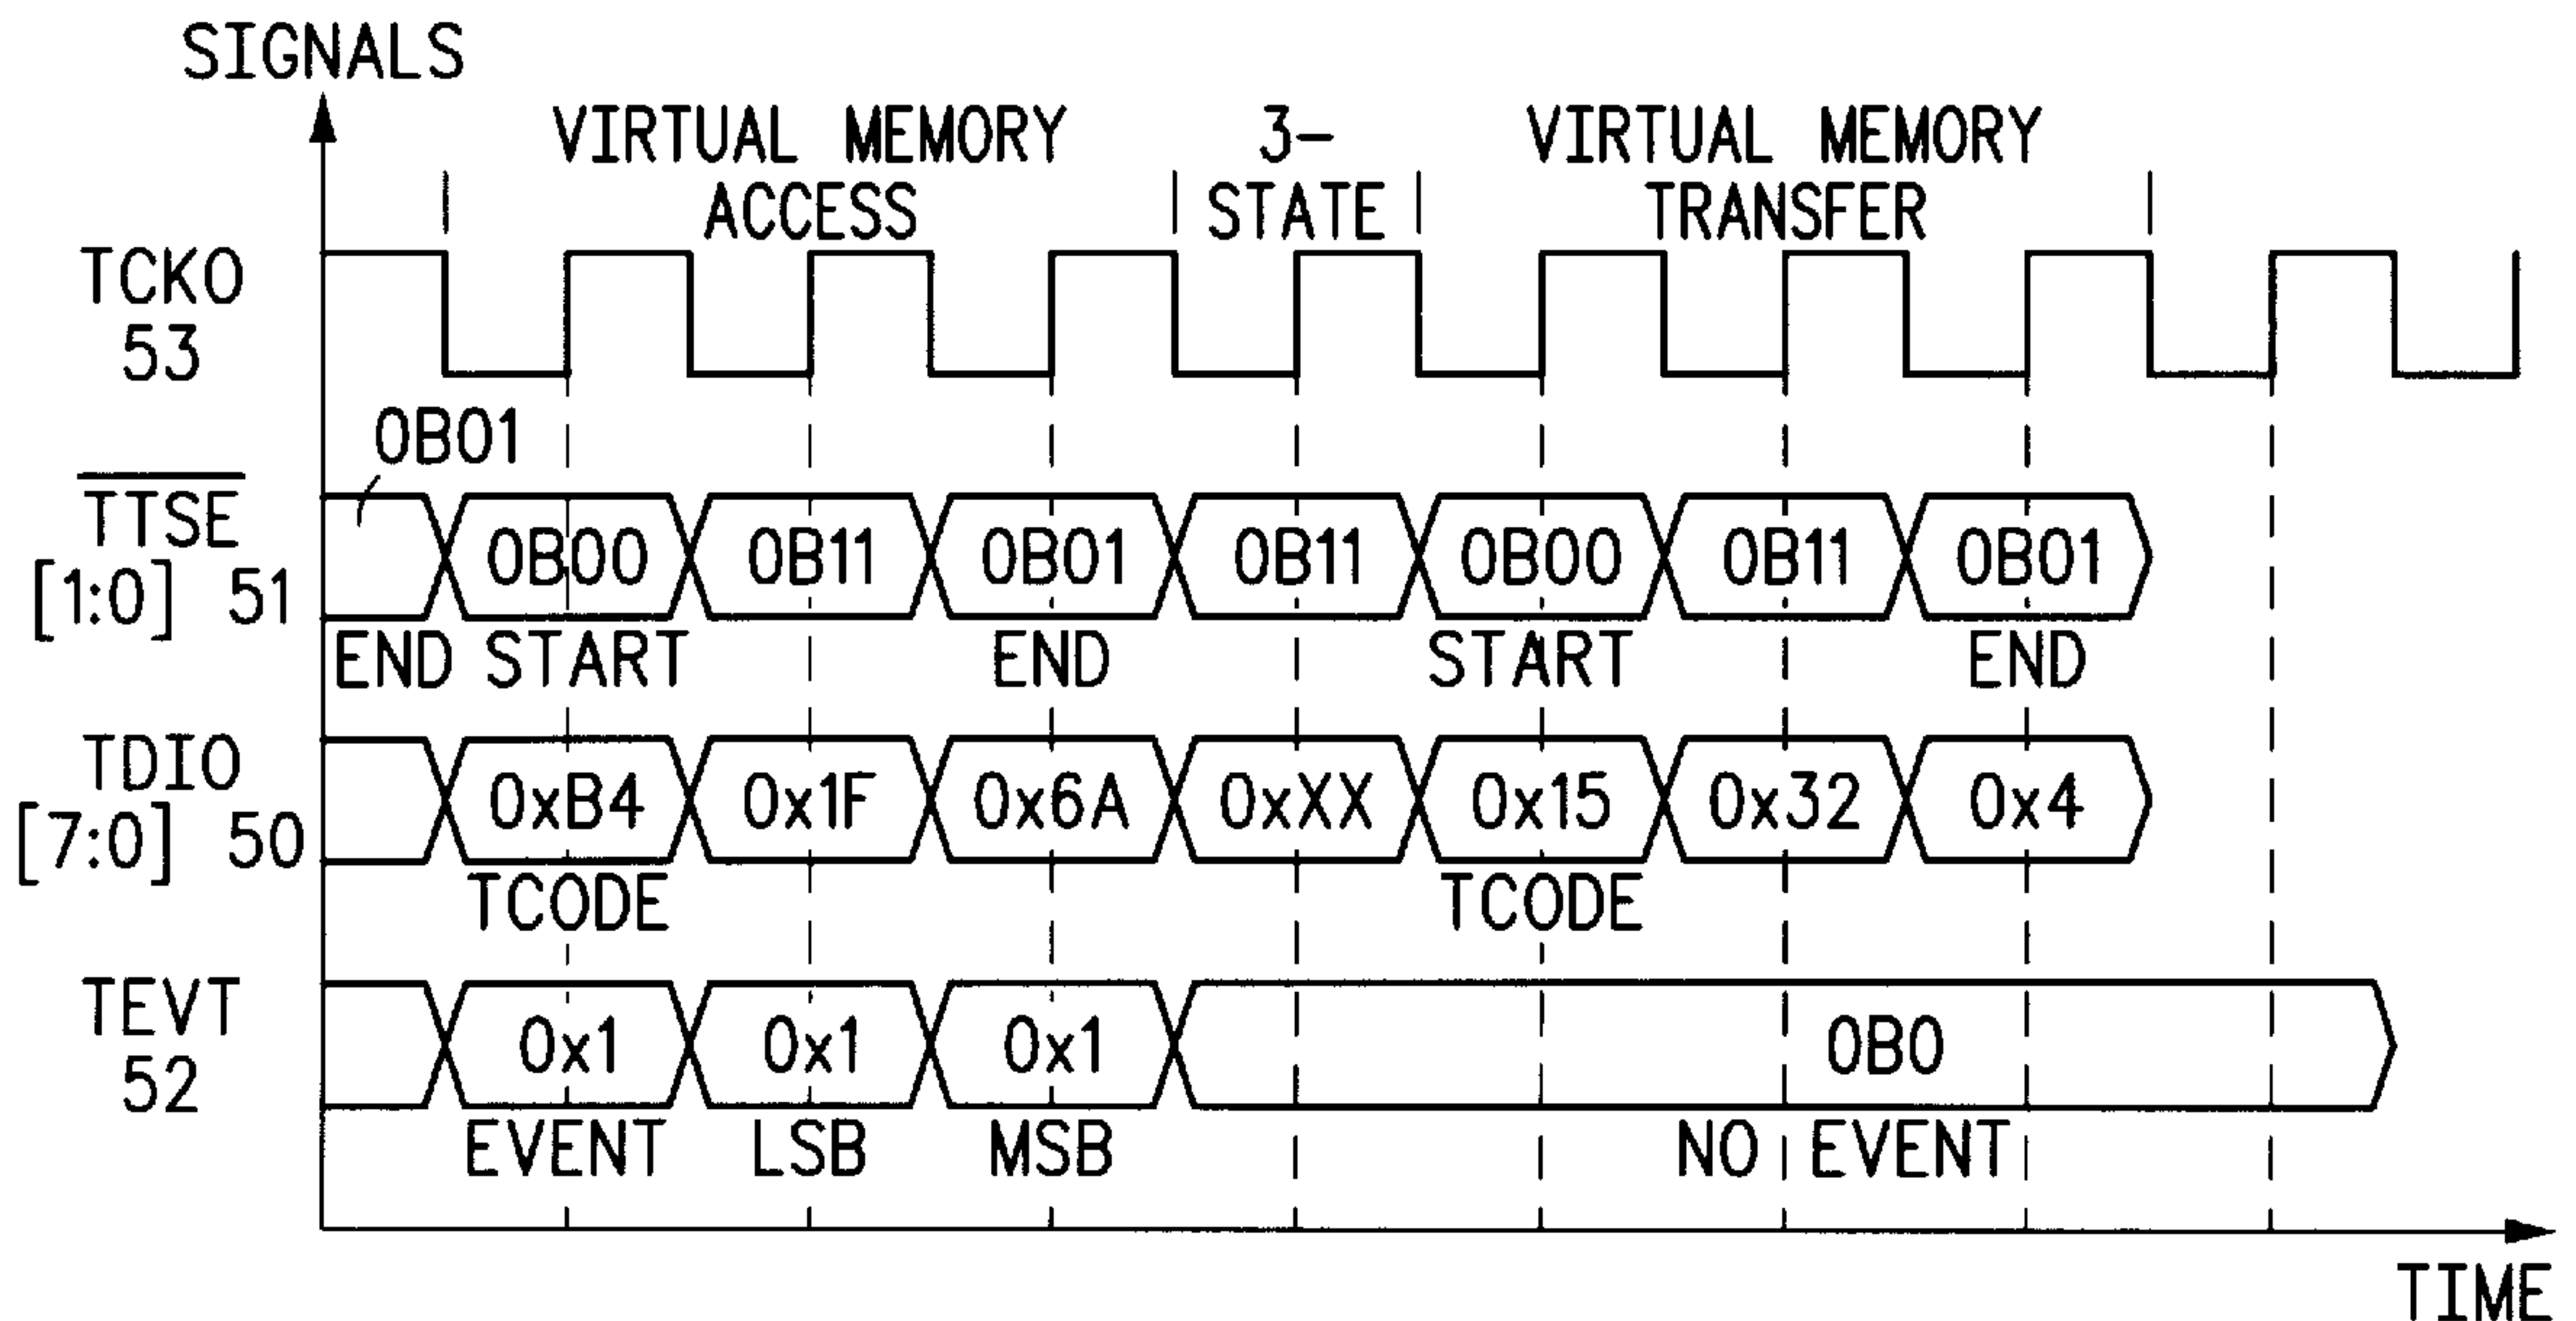 SIGNALS
VIRTUAL MEMORY
ACCESS
3-
STATE
VIRTUAL MEMORY
TRANSFER
TCKO
53
0B01
TTSE
[1:0] 51
0B00 0B11 0B01 0B11 0B00 0B11 0B01
END START END START END
TDIO
[7:0] 50
0xB4 0x1F 0x6A 0xXX 0x15 0x32 0x4
TCODE TCODE
TEVT
52
0x1 0x1 0x1 0B0
EVENT LSB MSB NO EVENT
TIME